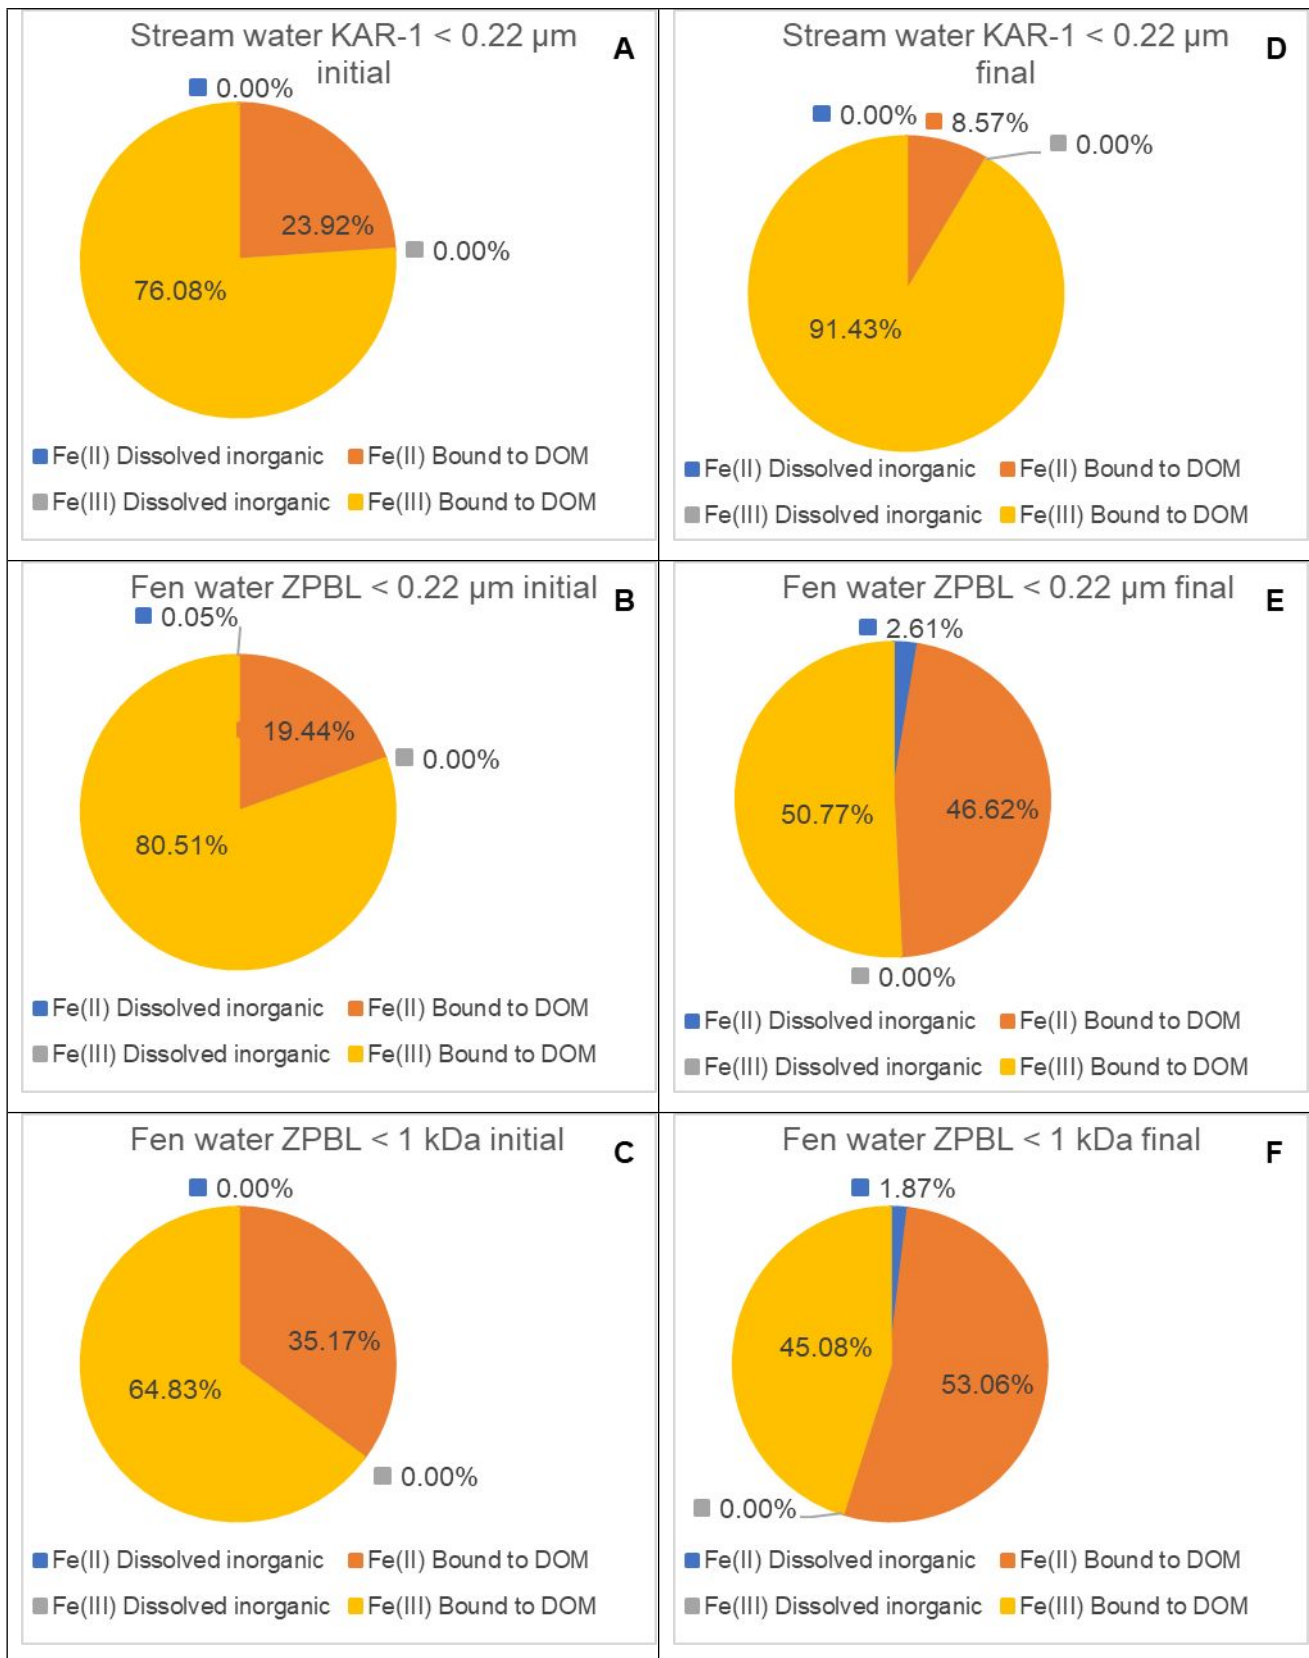 Stream water KAR-1 < 0.22 µm
initial
A
0.00%
23.92%
0.00%
76.08%
Fe(II) Dissolved inorganic Fe(II) Bound to DOM
Fe(III) Dissolved inorganic Fe(III) Bound to DOM
Stream water KAR-1 < 0.22 µm
final
D
0.00% 8.57%
0.00%
91.43%
Fe(II) Dissolved inorganic Fe(II) Bound to DOM
Fe(III) Dissolved inorganic Fe(III) Bound to DOM
Fen water ZPBL < 0.22 µm initial
B
0.05%
19.44%
0.00%
80.51%
Fe(II) Dissolved inorganic Fe(II) Bound to DOM
Fe(III) Dissolved inorganic Fe(III) Bound to DOM
Fen water ZPBL < 0.22 µm final
E
2.61%
50.77% 46.62%
0.00%
Fe(II) Dissolved inorganic Fe(II) Bound to DOM
Fe(III) Dissolved inorganic Fe(III) Bound to DOM
Fen water ZPBL < 1 kDa initial
C
0.00%
35.17%
64.83%
0.00%
Fe(II) Dissolved inorganic Fe(II) Bound to DOM
Fe(III) Dissolved inorganic Fe(III) Bound to DOM
Fen water ZPBL < 1 kDa final
F
1.87%
45.08%
53.06%
0.00%
Fe(II) Dissolved inorganic Fe(II) Bound to DOM
Fe(III) Dissolved inorganic Fe(III) Bound to DOM